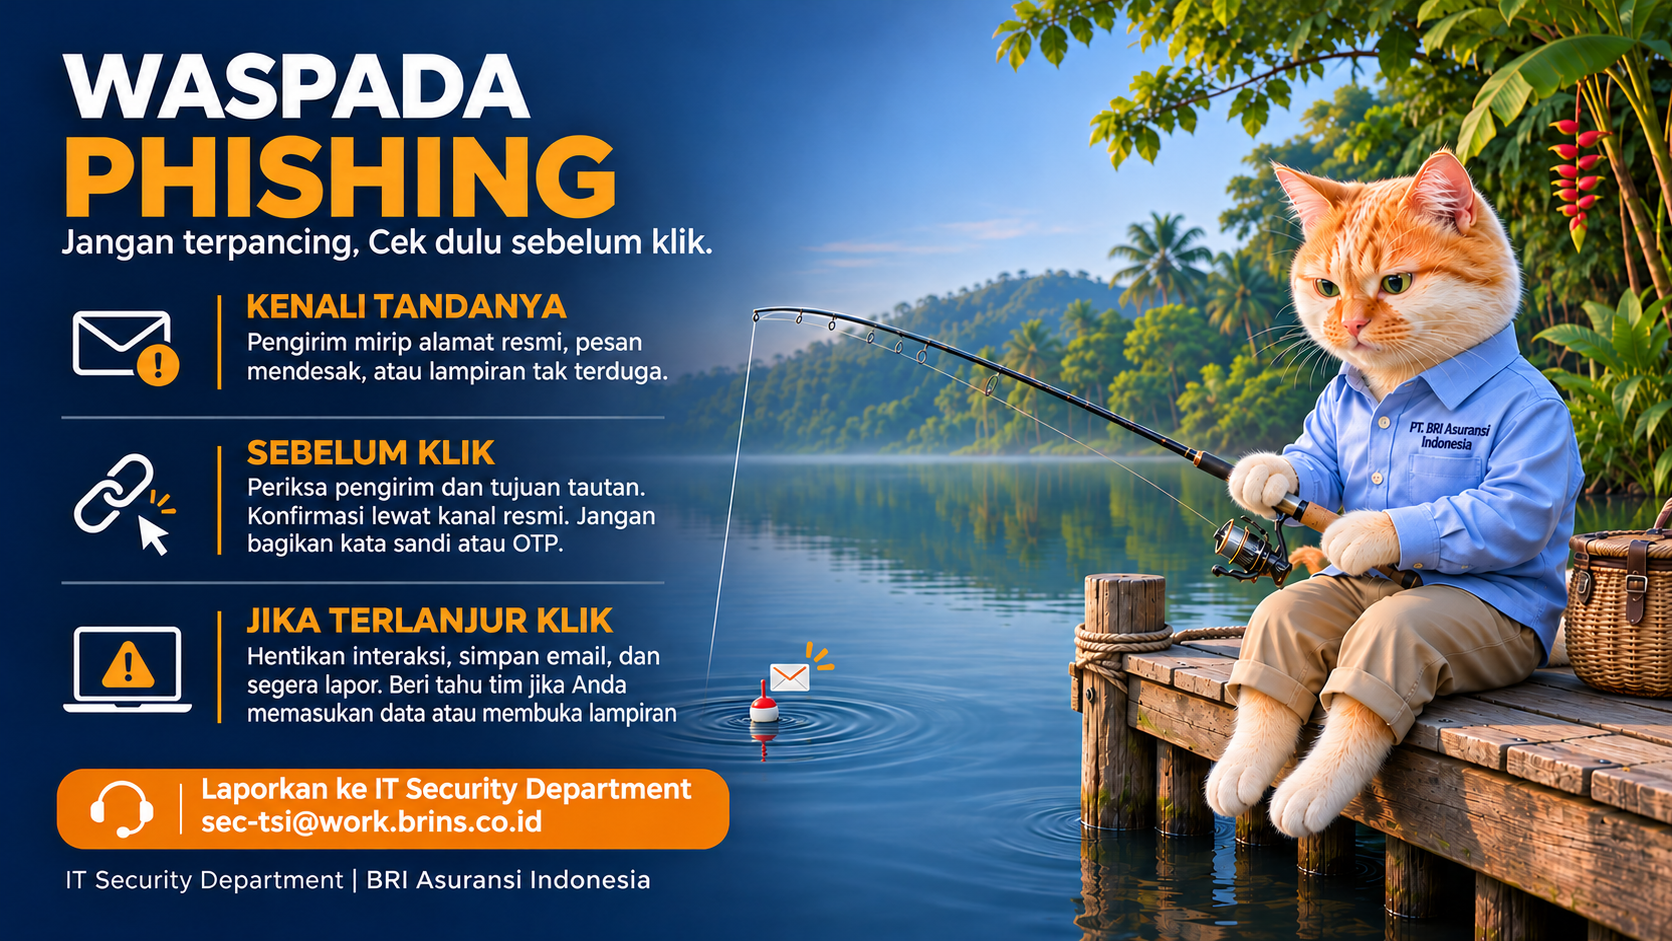 WASPADA
PHISHING
Jangan terpancing, Cek dulu sebelum klik.
KENALI TANDANYA
Pengirim mirip alamat resmi, pesan
mendesak, atau lampiran tak terduga.
SEBELUM KLIK
Periksa pengirim dan tujuan tautan.
Konfirmasi lewat kanal resmi. Jangan
bagikan kata sandi atau OTP.
JIKA TERLANJUR KLIK
Hentikan interaksi, simpan email, dan
segera lapor. Beri tahu tim jika Anda
memasukan data atau membuka lampiran
Laporkan ke IT Security Department
sec-tsi@work.brins.co.id
IT Security Department | BRI Asuransi Indonesia
PT. BRI Asuransi
Indonesia